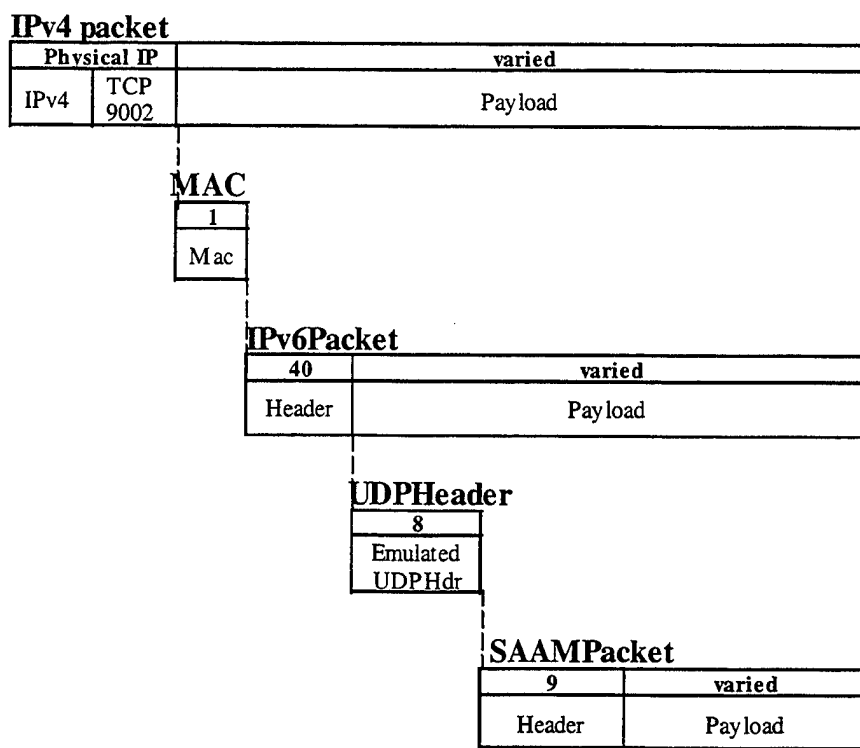 IPv4 packet
Physical IP varied
IPv4 TCP 9002 Payload
MAC
1
Mac
IPv6Packet
40 varied
Header Payload
UDPHeader
8
Emulated
UDPHdr
SAAMPacket
9 varied
Header Payload